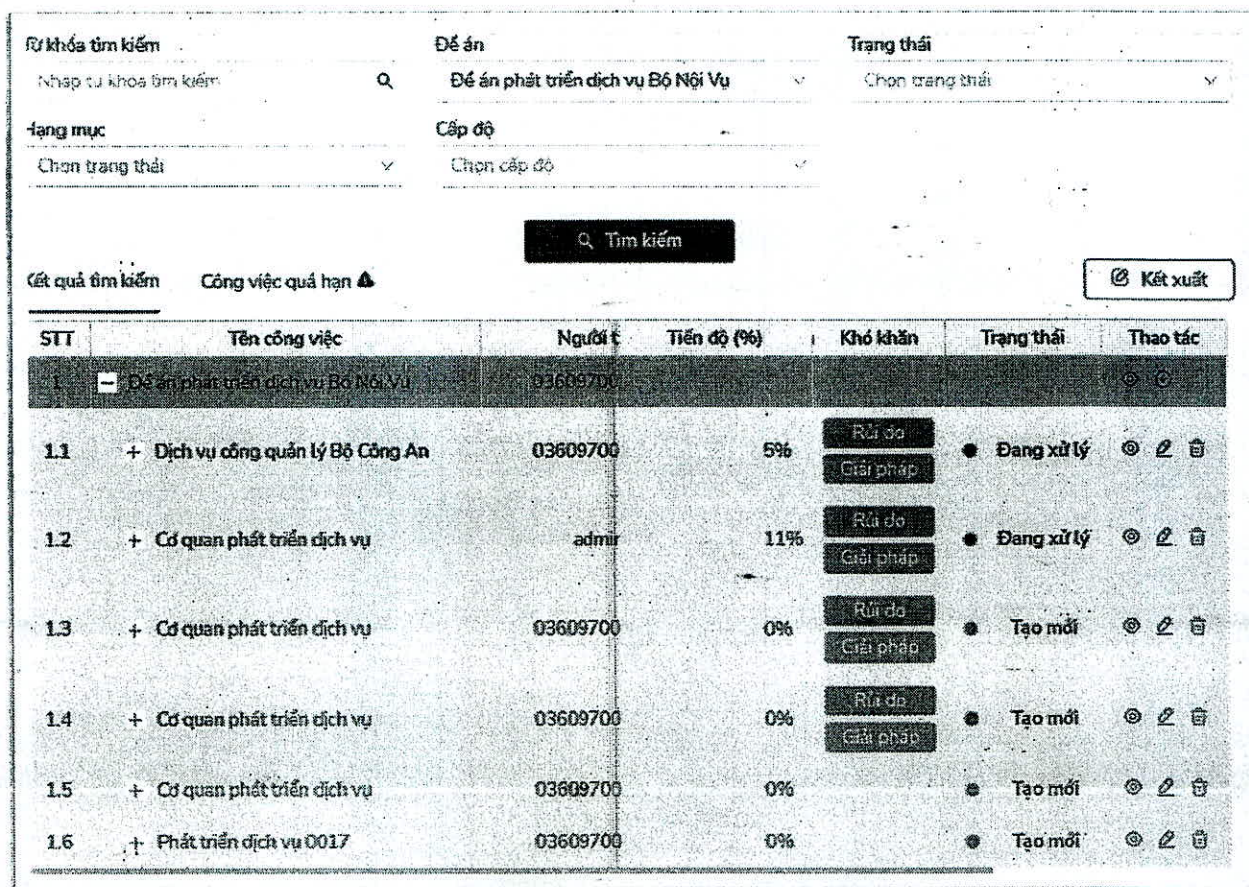 Từ khóa tìm kiếm Đề án Trạng thái
Nhập từ khóa tìm kiếm Đề án phát triển dịch vụ Bộ Nội Vụ Chọn trạng thái
Hạng mục Cấp độ
Chọn trạng thái Chọn cấp độ
Tìm kiếm
Kết quả tìm kiếm Công việc quá hạn Kết xuất
STT Tên công việc Người t Tiến độ (%) Khó khăn Trạng thái Thao tác
1 Đề án phát triển dịch vụ Bộ Nội Vụ 03609700
Rủi do
1.1 + Dịch vụ công quản lý Bộ Công An 03609700 5% Đang xử lý
Giải pháp
Rủi do
1.2 + Cơ quan phát triển dịch vụ admin 11% Đang xử lý
Giải pháp
Rủi do
1.3 + Cơ quan phát triển dịch vụ 03609700 0% Tạo mới
Giải pháp
Rủi do
1.4 + Cơ quan phát triển dịch vụ 03609700 0% Tạo mới
Giải pháp
1.5 + Cơ quan phát triển dịch vụ 03609700 0% Tạo mới
1.6 + Phát triển dịch vụ 0017 03609700 0% Tạo mới